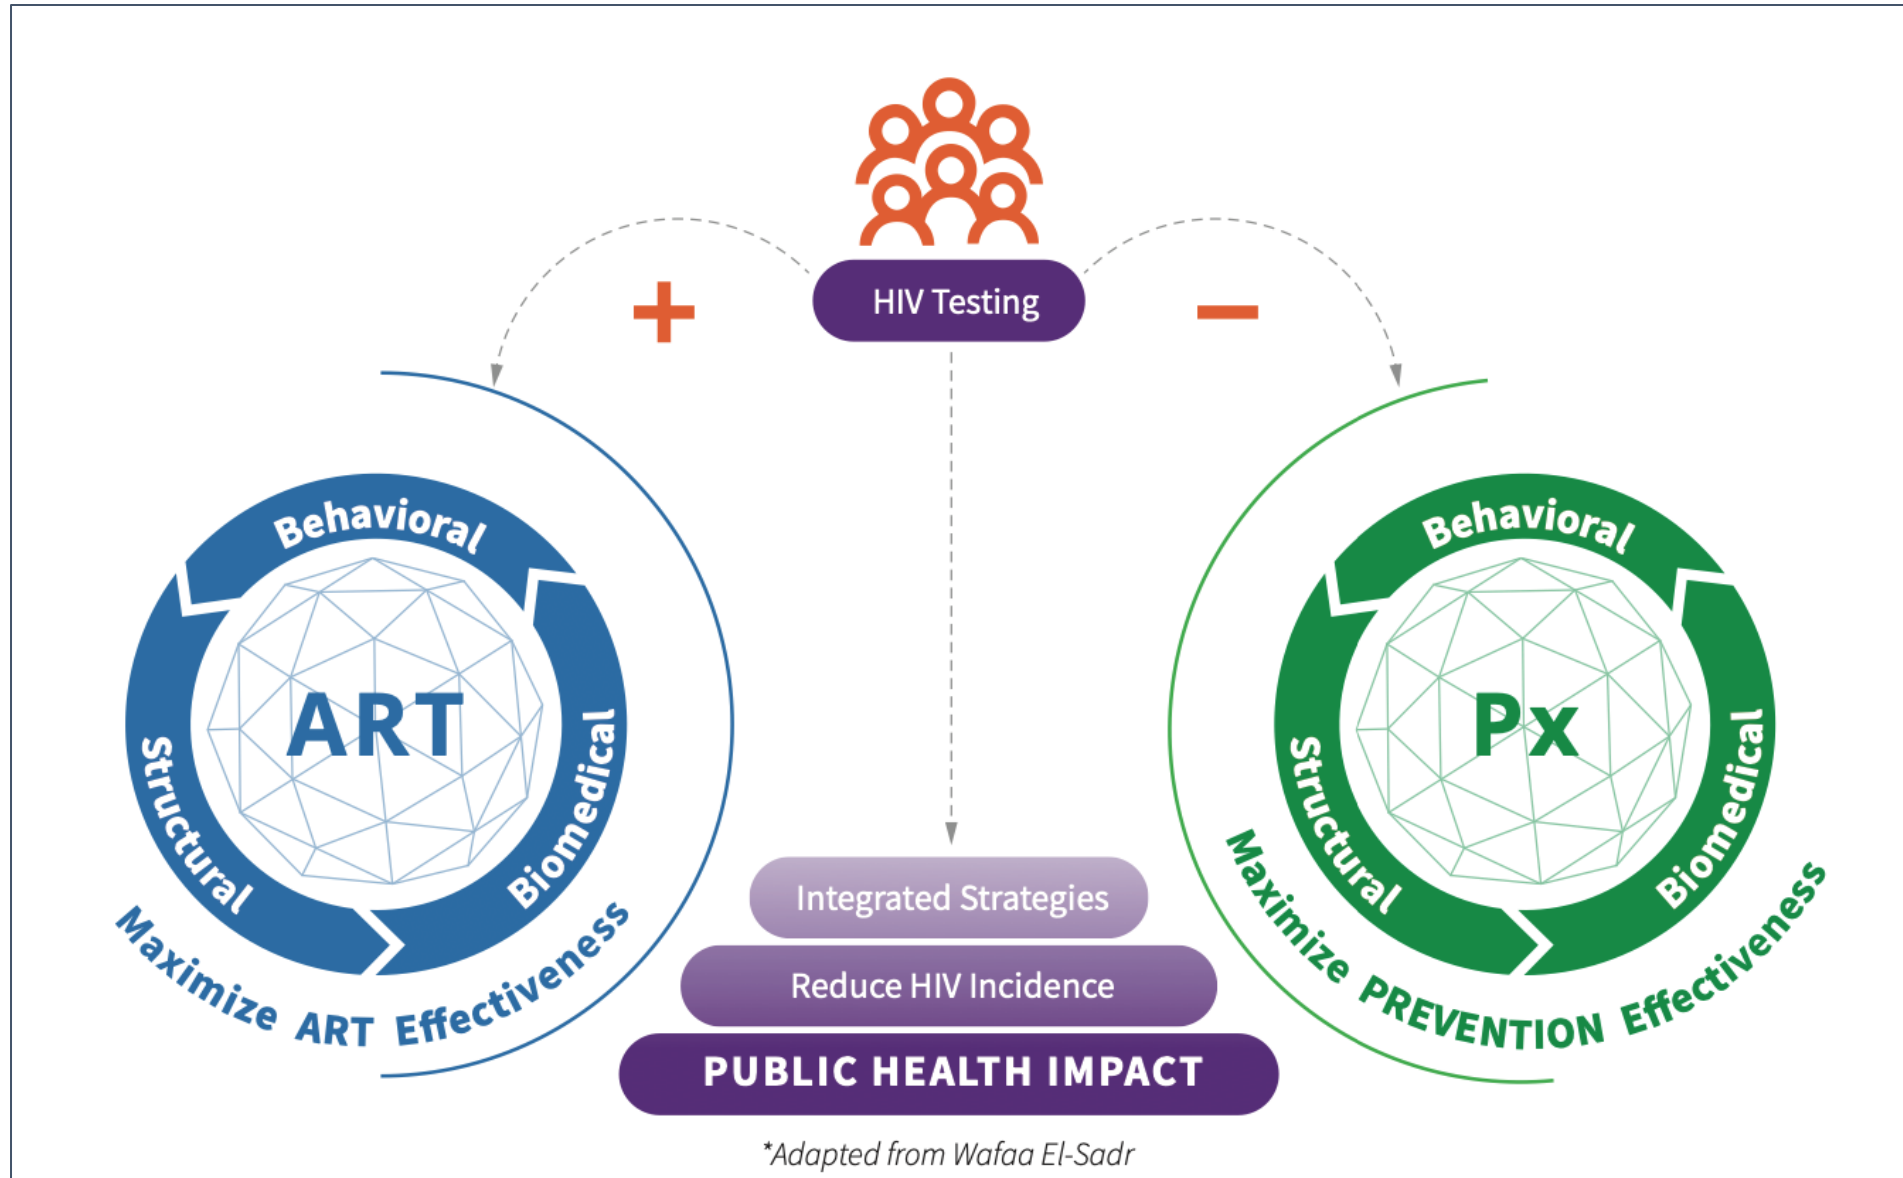 HIV Testing
+
−
Behavioral
Structural
Biomedical
ART
Maximize ART Effectiveness
Behavioral
Structural
Biomedical
Px
Maximize PREVENTION Effectiveness
Integrated Strategies
Reduce HIV Incidence
PUBLIC HEALTH IMPACT
*Adapted from Wafaa El-Sadr